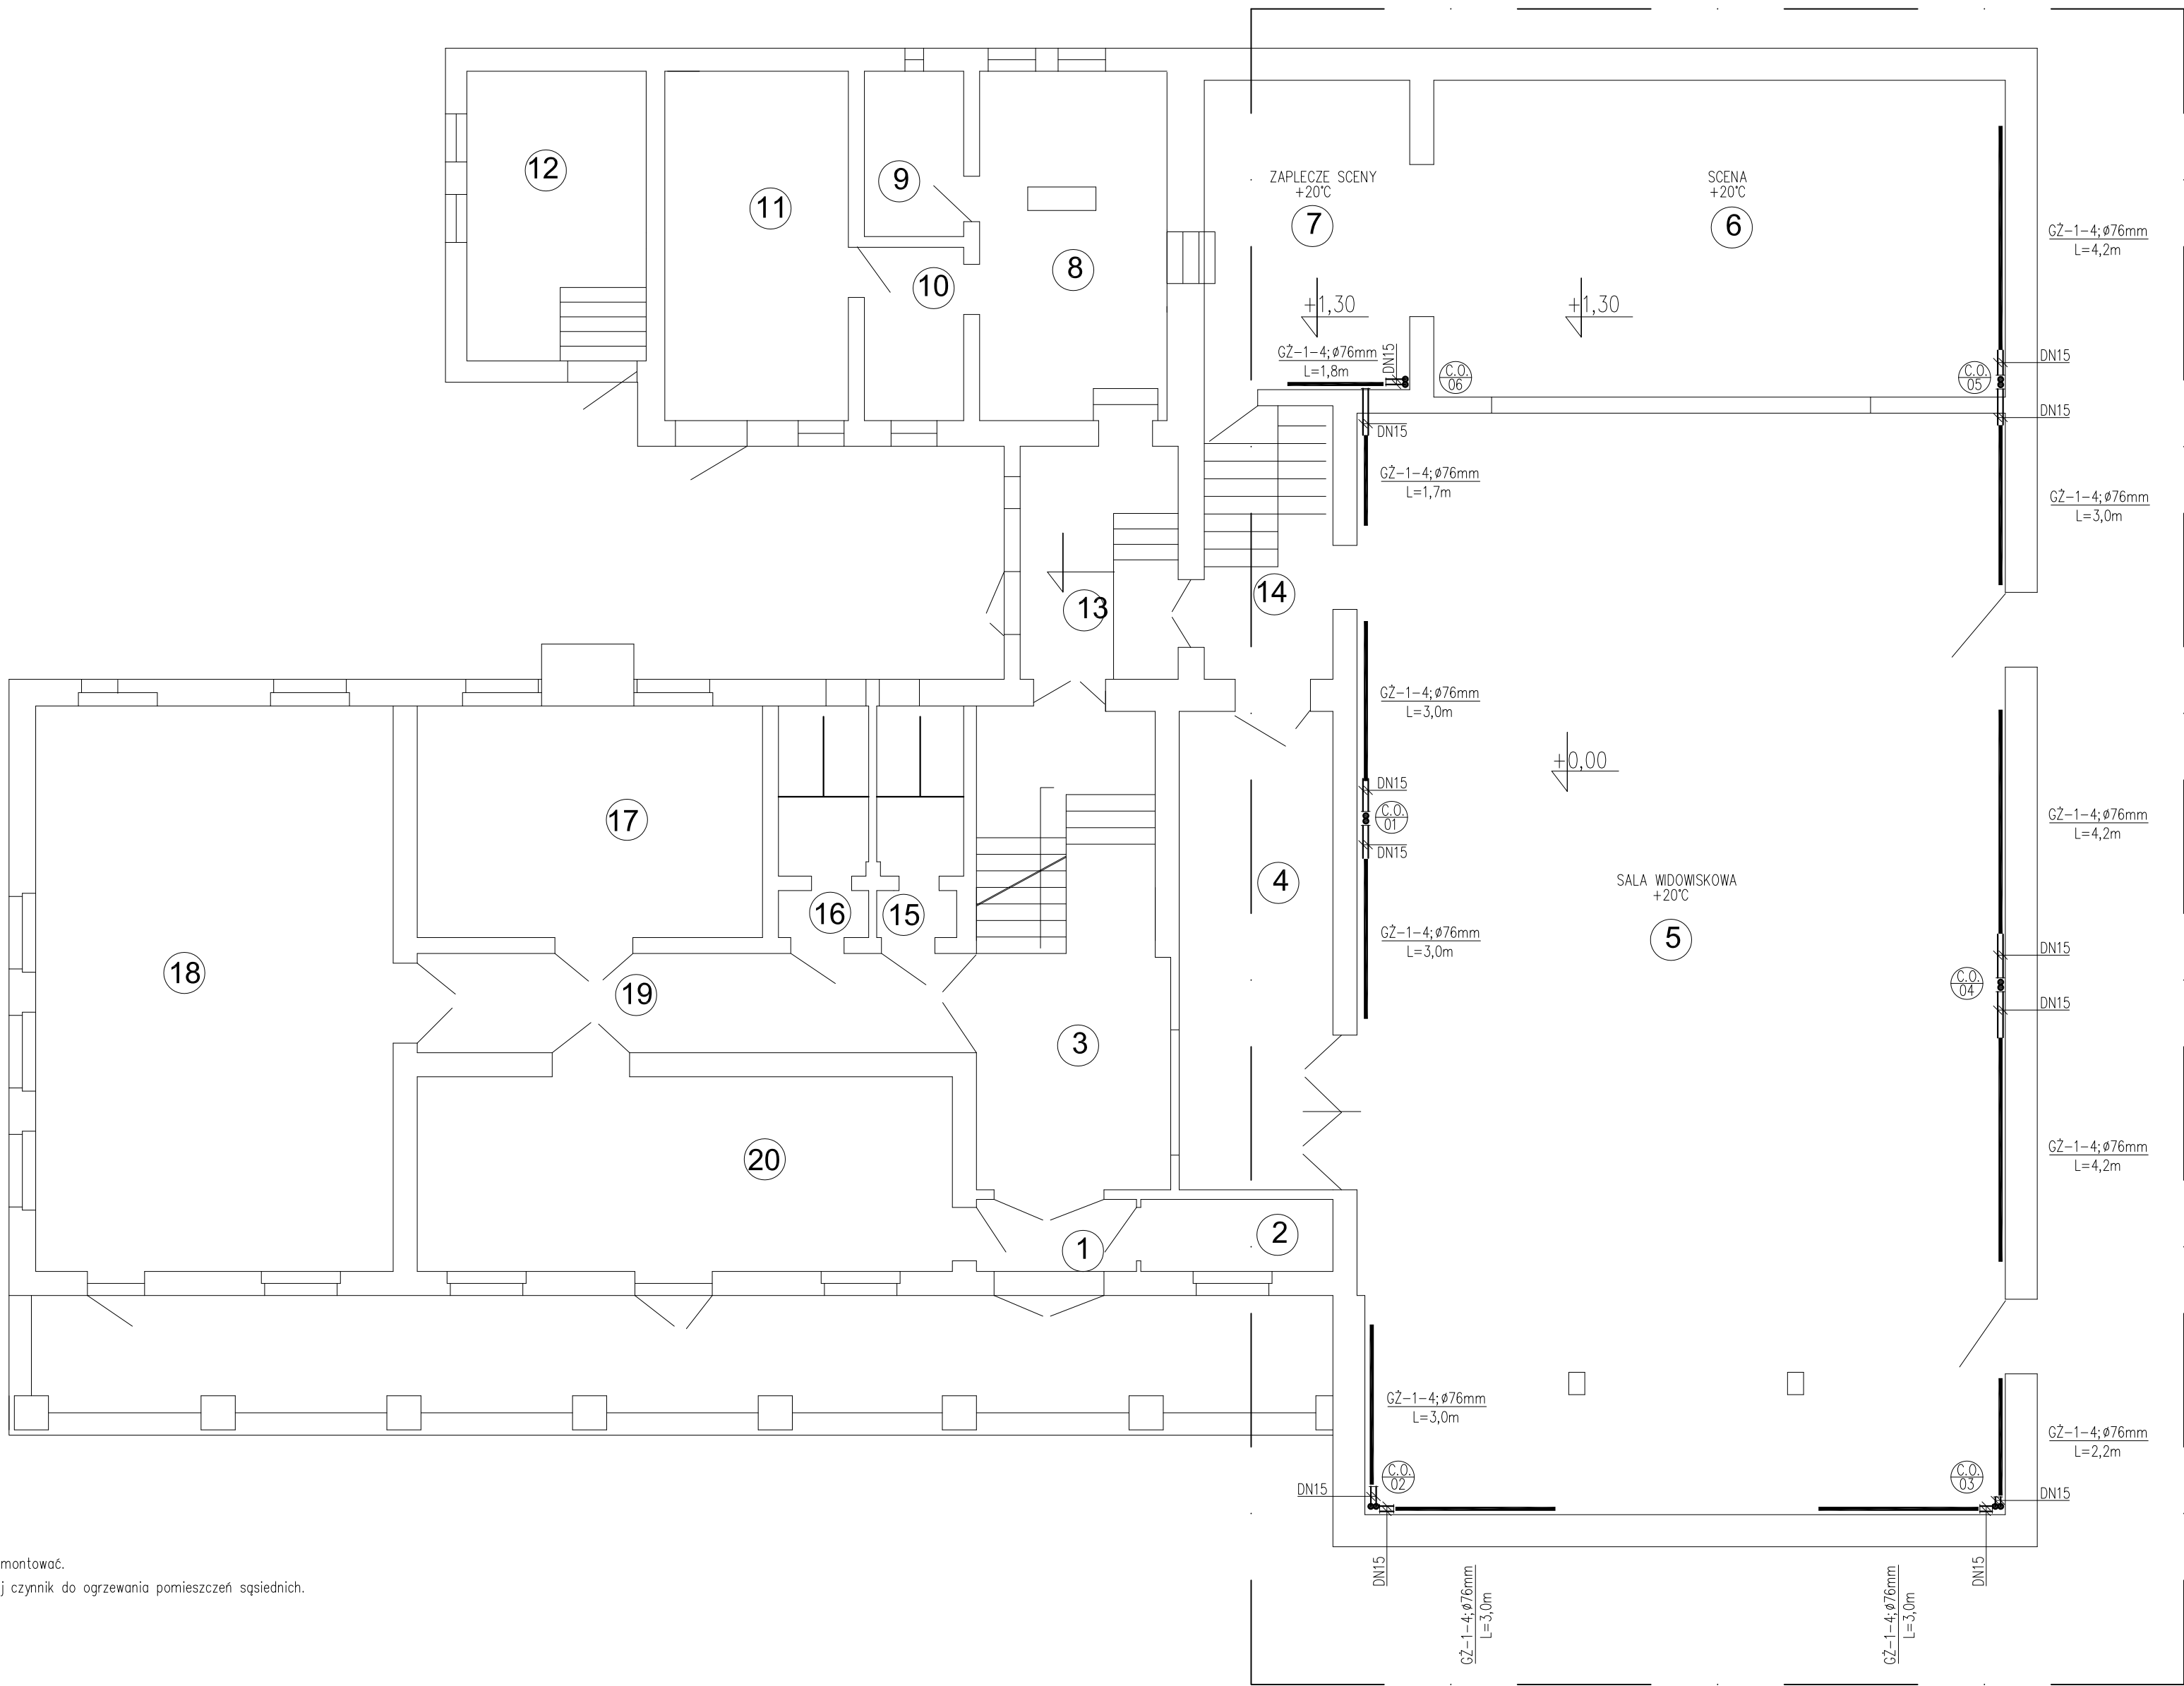 12
11
9
10
8
ZAPLECZE SCENY
+20°C
7
SCENA
+20°C
6
GŻ-1-4;ø76mm
L=4,2m
+1,30
+1,30
GŻ-1-4;ø76mm
L=1,8m
DN15
C.O.
06
C.O.
05
DN15
DN15
DN15
GŻ-1-4;ø76mm
L=1,7m
GŻ-1-4;ø76mm
L=3,0m
13
14
GŻ-1-4;ø76mm
L=3,0m
+0,00
DN15
C.O.
01
DN15
GŻ-1-4;ø76mm
L=4,2m
17
4
SALA WIDOWISKOWA
+20°C
5
16
15
GŻ-1-4;ø76mm
L=3,0m
DN15
C.O.
04
DN15
18
19
3
20
GŻ-1-4;ø76mm
L=4,2m
1
2
GŻ-1-4;ø76mm
L=3,0m
GŻ-1-4;ø76mm
L=2,2m
C.O.
02
C.O.
03
DN15
DN15
DN15
DN15
GŻ-1-4;ø76mm
L=3,0m
GŻ-1-4;ø76mm
L=3,0m
montować.
j czynnik do ogrzewania pomieszczeń sąsiednich.